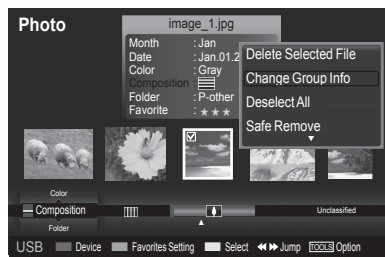 Photo
image_1.jpg
Month : Jan
Date : Jan.01.2
Color : Gray
Composition :
Folder : P-other
Favorite : ★ ★ ★
Delete Selected File
Change Group Info
Deselect All
Safe Remove
Color
Composition
Unclassified
Folder
USB Device Favorites Setting Select Jump TOOLS Option